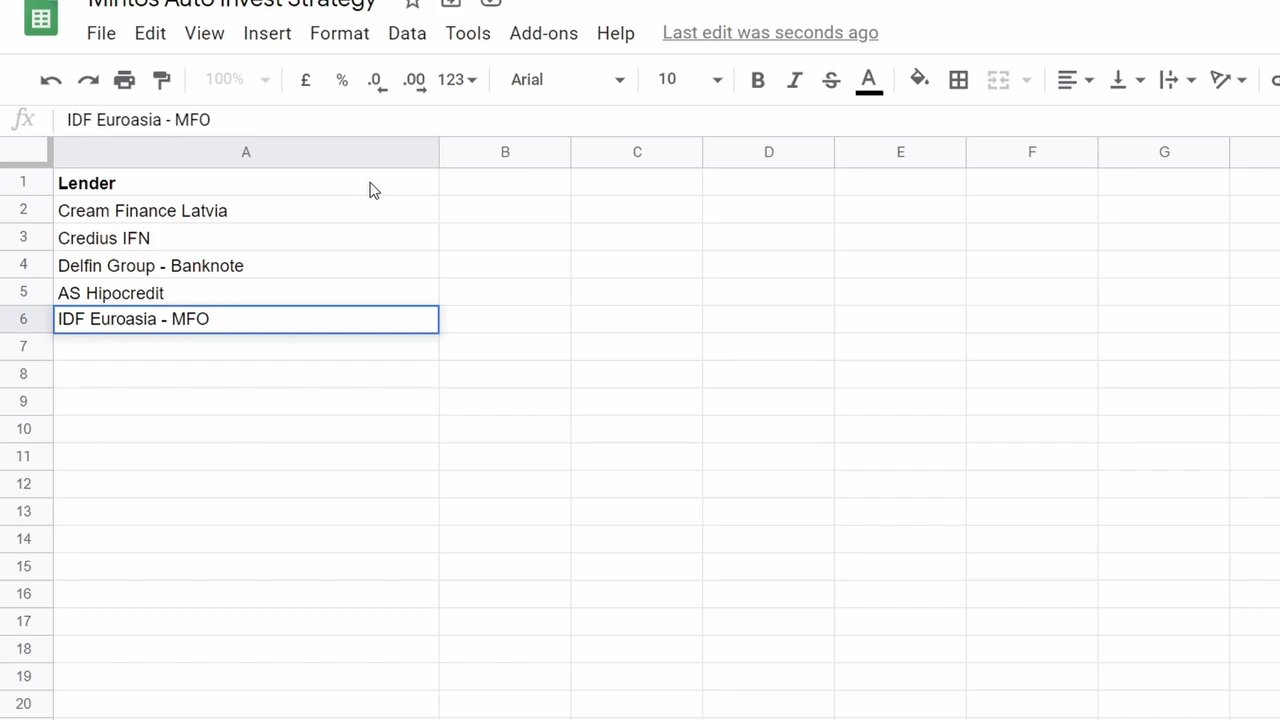 Mintos Auto Invest Strategy
File Edit View Insert Format Data Tools Add-ons Help Last edit was seconds ago
100% £ % .0 .00 123 Arial 10 B I S A
fx IDF Euroasia - MFO
A B C D E F G
1 Lender
2 Cream Finance Latvia
3 Credius IFN
4 Delfin Group - Banknote
5 AS Hipocredit
6 IDF Euroasia - MFO
7
8
9
10
11
12
13
14
15
16
17
18
19
20